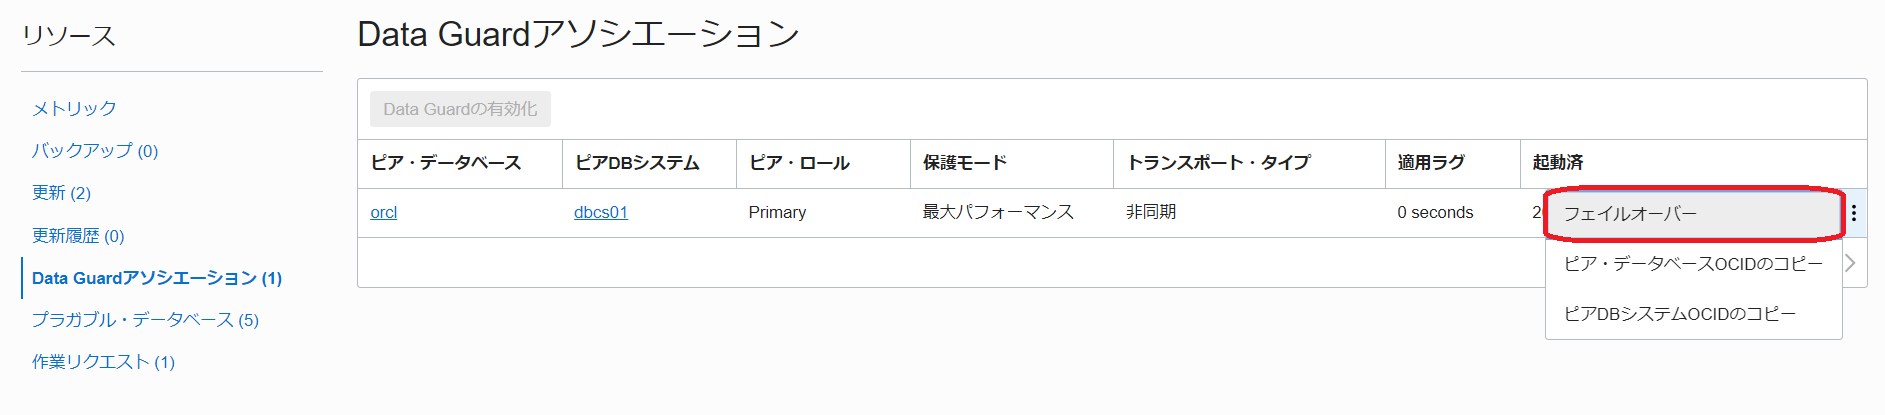 リソース
メトリック
バックアップ (0)
更新 (2)
更新履歴 (0)
Data Guardアソシエーション (1)
プラガブル・データベース (5)
作業リクエスト (1)
Data Guardアソシエーション
Data Guardの有効化
ピア・データベース ピアDBシステム ピア・ロール 保護モード トランスポート・タイプ 適用ラグ 起動済
orcl dbcs01 Primary 最大パフォーマンス 非同期 0 seconds
フェイルオーバー
ピア・データベースOCIDのコピー
ピアDBシステムOCIDのコピー